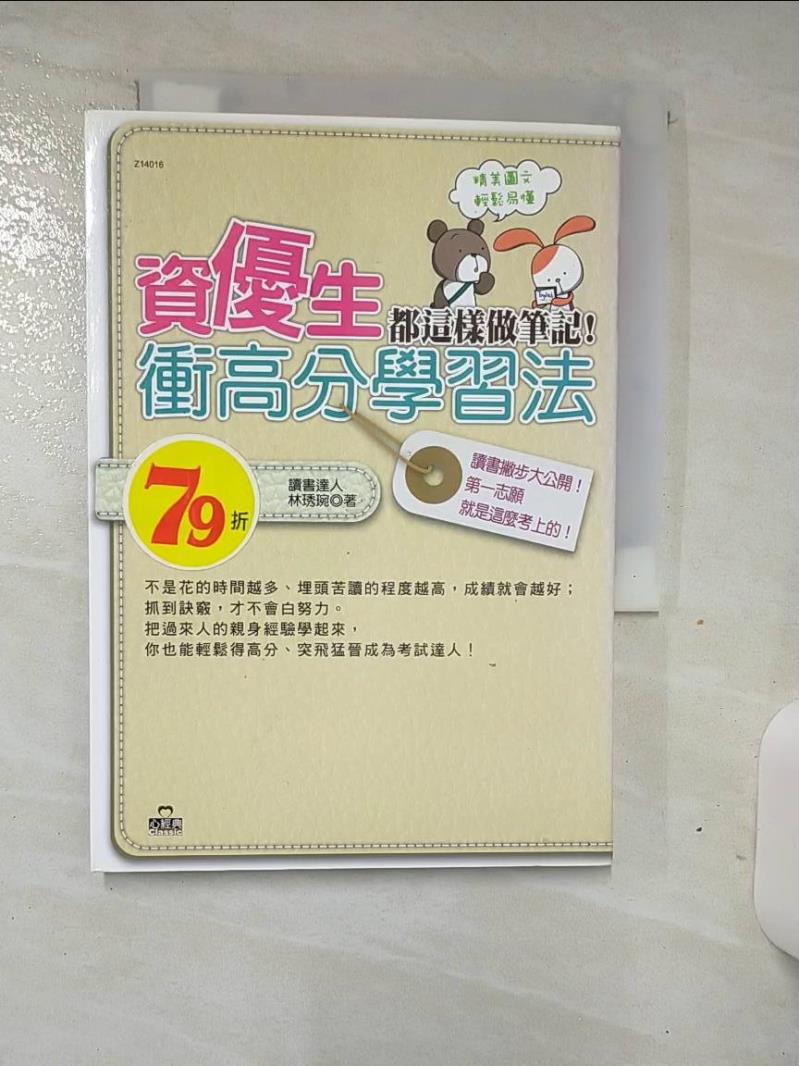 Z14016
精美圖文
輕鬆易懂
資優生
都這樣做筆記!
衝高分學習法
79折
讀書達人
林琇琬◎著
讀書撇步大公開！
第一志願
就是這麼考上的！
不是花的時間越多、埋頭苦讀的程度越高，成績就會越好；
抓到訣竅，才不會白努力。
把過來人的親身經驗學起來，
你也能輕鬆得高分、突飛猛晉成為考試達人！
心經典
Classic